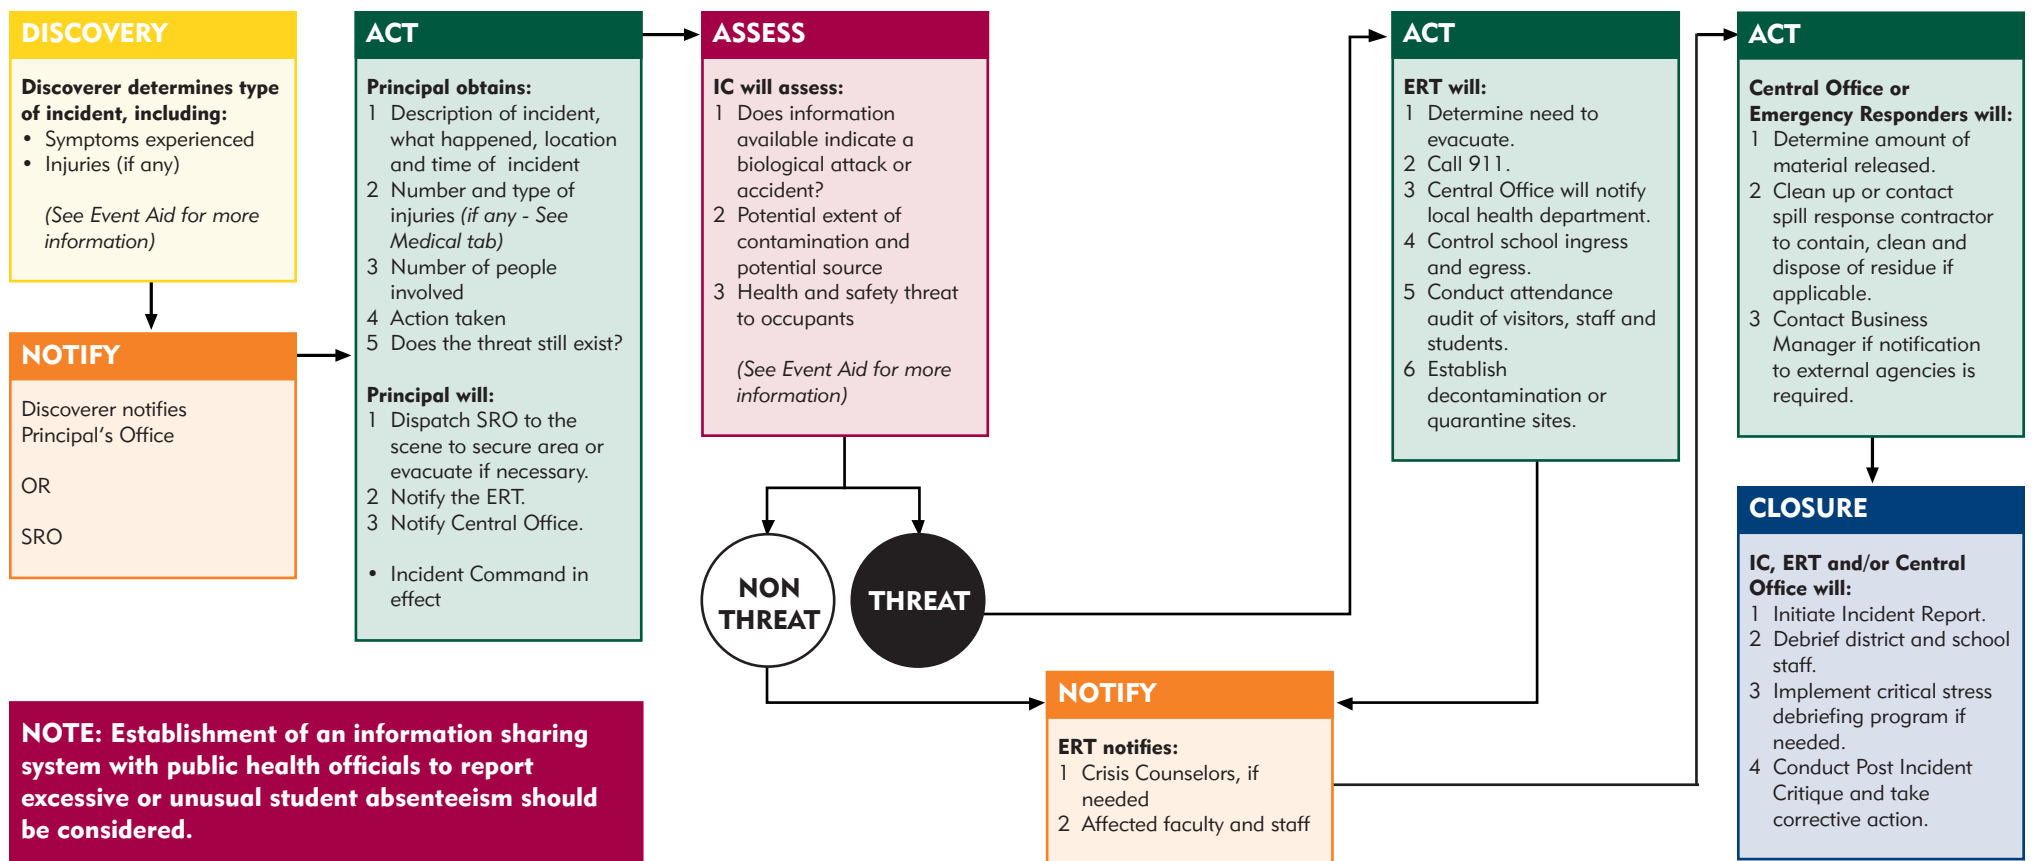 DISCOVERY
Discoverer determines type
of incident, including:
• Symptoms experienced
• Injuries (if any)
(See Event Aid for more
information)
NOTIFY
Discoverer notifies
Principal's Office
OR
SRO
ACT
Principal obtains:
1 Description of incident,
what happened, location
and time of incident
2 Number and type of
injuries (if any - See
Medical tab)
3 Number of people
involved
4 Action taken
5 Does the threat still exist?
Principal will:
1 Dispatch SRO to the
scene to secure area or
evacuate if necessary.
2 Notify the ERT.
3 Notify Central Office.
• Incident Command in
effect
ASSESS
IC will assess:
1 Does information
available indicate a
biological attack or
accident?
2 Potential extent of
contamination and
potential source
3 Health and safety threat
to occupants
(See Event Aid for more
information)
NON
THREAT
THREAT
ACT
ERT will:
1 Determine need to
evacuate.
2 Call 911.
3 Central Office will notify
local health department.
4 Control school ingress
and egress.
5 Conduct attendance
audit of visitors, staff and
students.
6 Establish
decontamination or
quarantine sites.
NOTIFY
ERT notifies:
1 Crisis Counselors, if
needed
2 Affected faculty and staff
ACT
Central Office or
Emergency Responders will:
1 Determine amount of
material released.
2 Clean up or contact
spill response contractor
to contain, clean and
dispose of residue if
applicable.
3 Contact Business
Manager if notification
to external agencies is
required.
CLOSURE
IC, ERT and/or Central
Office will:
1 Initiate Incident Report.
2 Debrief district and school
staff.
3 Implement critical stress
debriefing program if
needed.
4 Conduct Post Incident
Critique and take
corrective action.
NOTE: Establishment of an information sharing
system with public health officials to report
excessive or unusual student absenteeism should
be considered.